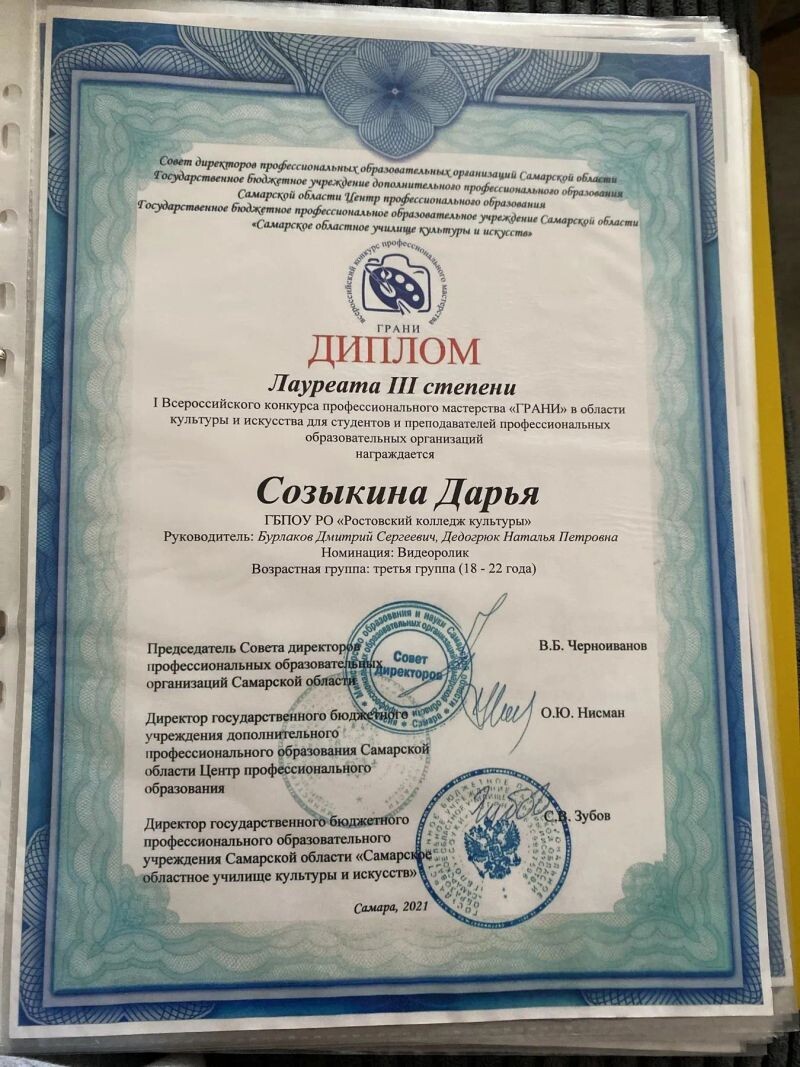 Совет директоров профессиональных образовательных организаций Самарской области
Государственное бюджетное учреждение дополнительного профессионального образования
Самарской области Центр профессионального образования
Государственное бюджетное профессиональное образовательное учреждение Самарской области
«Самарское областное училище культуры и искусств»
всероссийский конкурс профессионального мастерства
ГРАНИ
ДИПЛОМ
Лауреата III степени
I Всероссийского конкурса профессионального мастерства «ГРАНИ» в области
культуры и искусства для студентов и преподавателей профессиональных
образовательных организаций
награждается
Созыкина Дарья
ГБПОУ РО «Ростовский колледж культуры»
Руководитель: Бурлаков Дмитрий Сергеевич, Дедогрюк Наталья Петровна
Номинация: Видеоролик
Возрастная группа: третья группа (18 - 22 года)
Председатель Совета директоров
профессиональных образовательных
организаций Самарской области
В.Б. Черноиванов
Совет
директоров
Директор государственного бюджетного
учреждения дополнительного
профессионального образования Самарской
области Центр профессионального
образования
О.Ю. Нисман
Директор государственного бюджетного
профессионального образовательного
учреждения Самарской области «Самарское
областное училище культуры и искусств»
С.В. Зубов
Самара, 2021